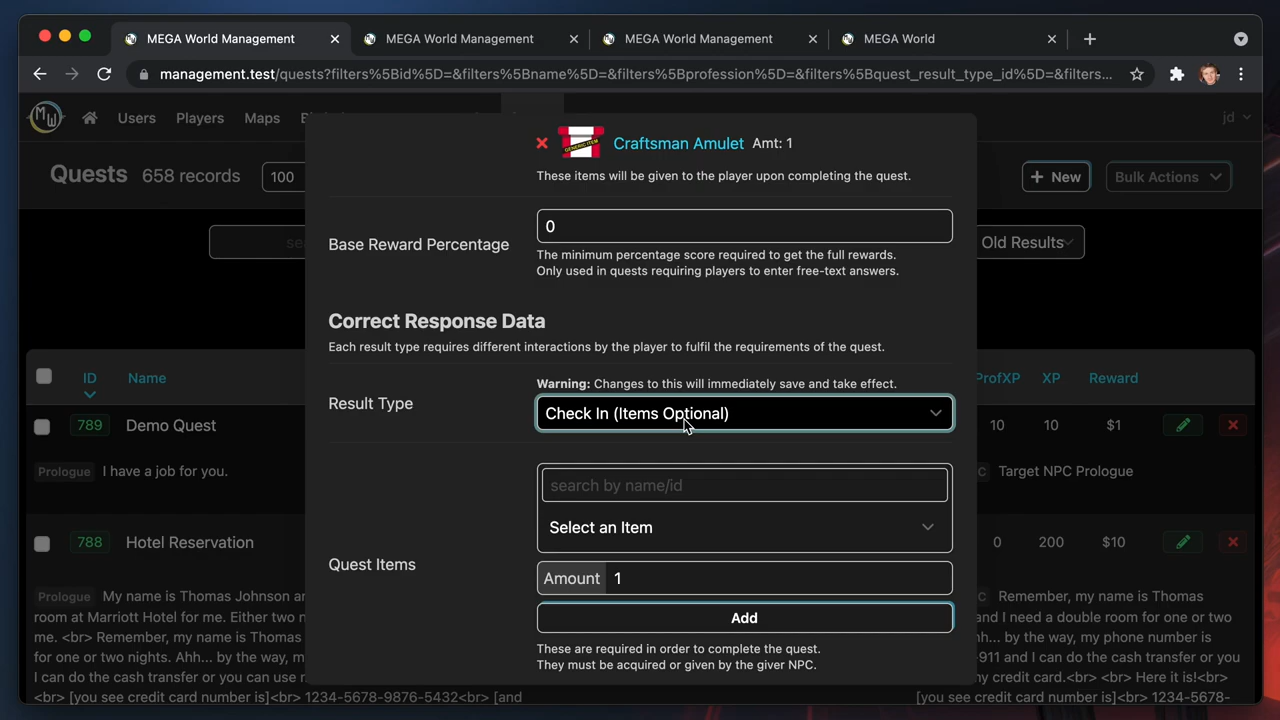 MEGA World Management
MEGA World Management
MEGA World Management
MEGA World
management.test/quests?filters%5Bid%5D=&filters%5Bname%5D=&filters%5Bprofession%5D=&filters%5Bquest_result_type_id%5D=&filters...
MW
Users
Players
Maps
jd
Quests
658 records
100
+ New
Bulk Actions
Old Results
GENERIC ITEM
Craftsman Amulet Amt: 1
These items will be given to the player upon completing the quest.
Base Reward Percentage
0
The minimum percentage score required to get the full rewards.
Only used in quests requiring players to enter free-text answers.
Correct Response Data
Each result type requires different interactions by the player to fulfil the requirements of the quest.
Warning: Changes to this will immediately save and take effect.
Result Type
Check In (Items Optional)
search by name/id
Select an Item
Quest Items
Amount 1
Add
These are required in order to complete the quest.
They must be acquired or given by the giver NPC.
ID
Name
ProfXP
XP
Reward
789
Demo Quest
10
10
$1
Prologue I have a job for you.
Target NPC Prologue
788
Hotel Reservation
0
200
$10
Prologue My name is Thomas Johnson
room at Marriott Hotel for me. Either two
me. <br> Remember, my name is Thomas
for one or two nights. Ahh... by the way, m
I can do the cash transfer or you can use
information.<br> <br> Here it is!<br>
<br> [you see credit card number is]<br> 1234-5678-9876-5432<br> [and
Remember, my name is Thomas
and I need a double room for one or two
by the way, my phone number is
-911 and I can do the cash transfer or you
my credit card.<br> <br> Here it is!<br>
[you see credit card number is]<br> 1234-5678-